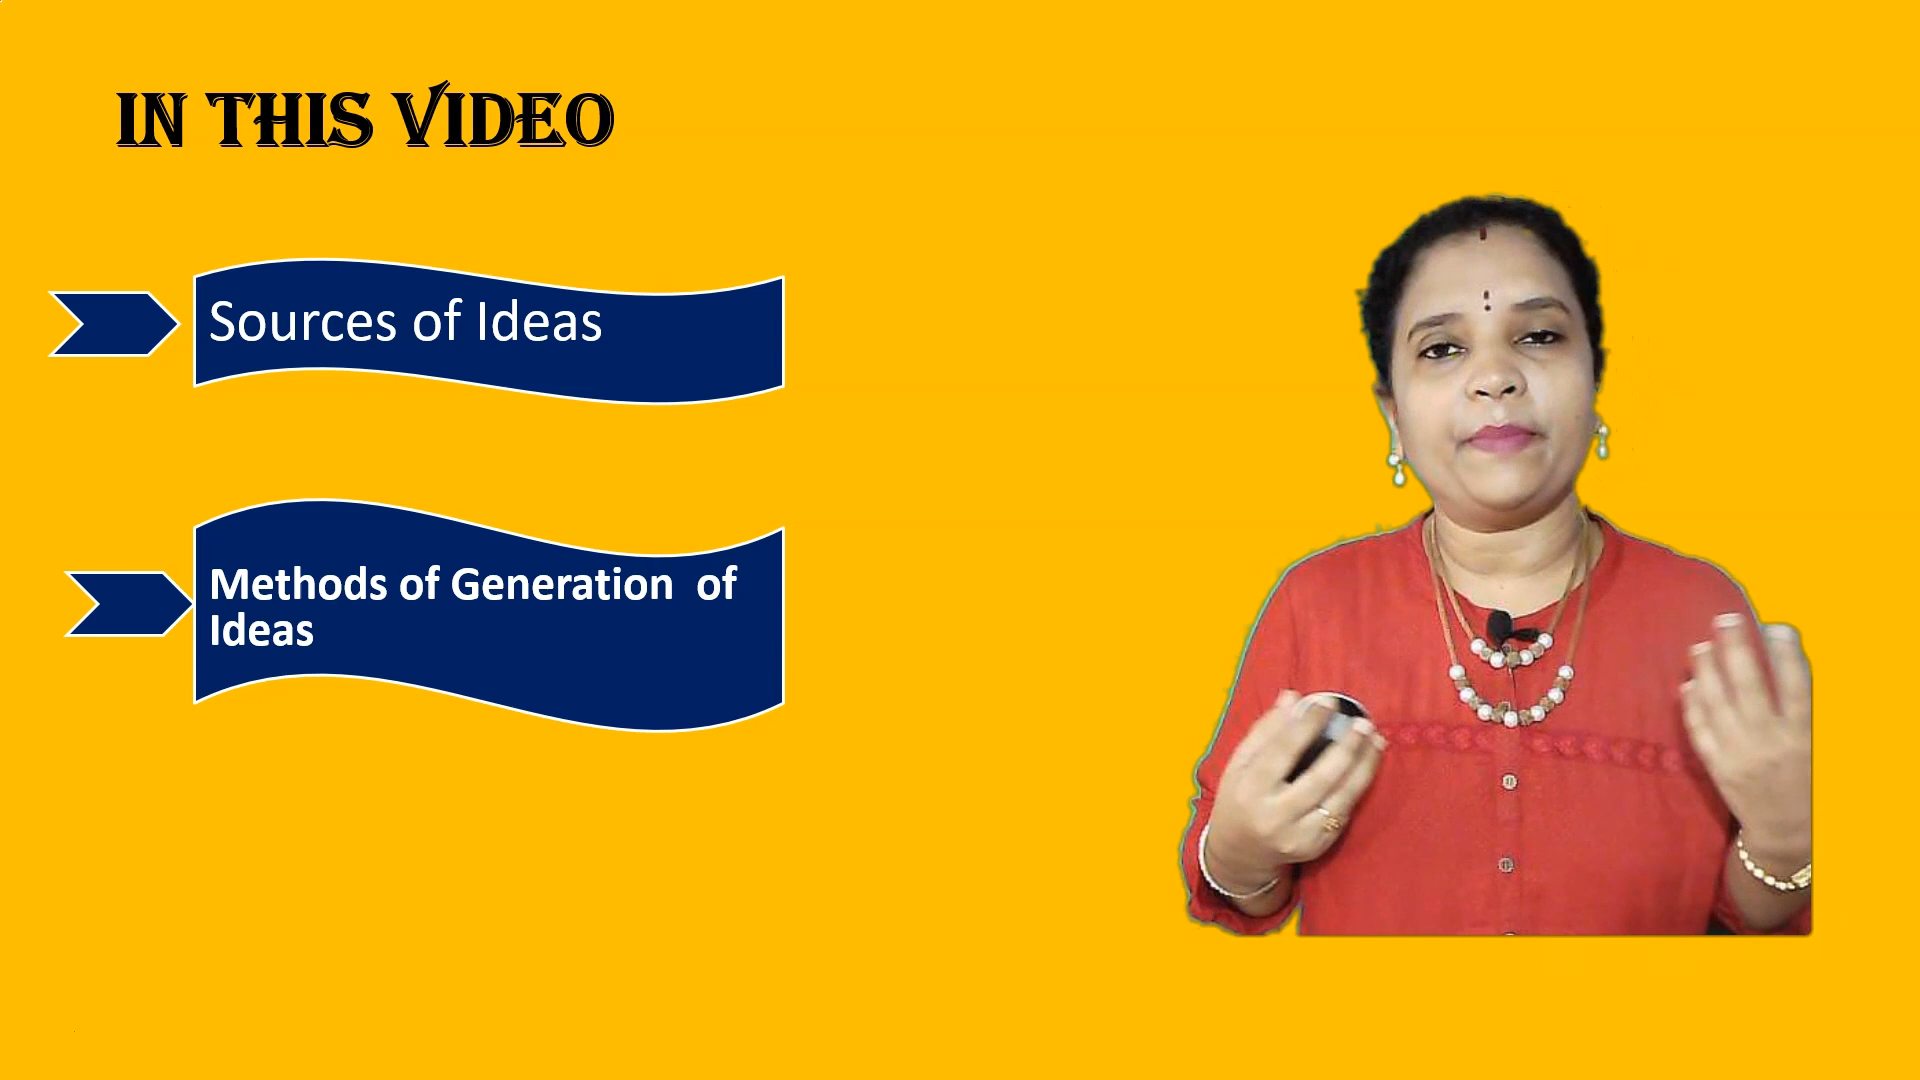 IN THIS VIDEO
Sources of Ideas
Methods of Generation  of
Ideas